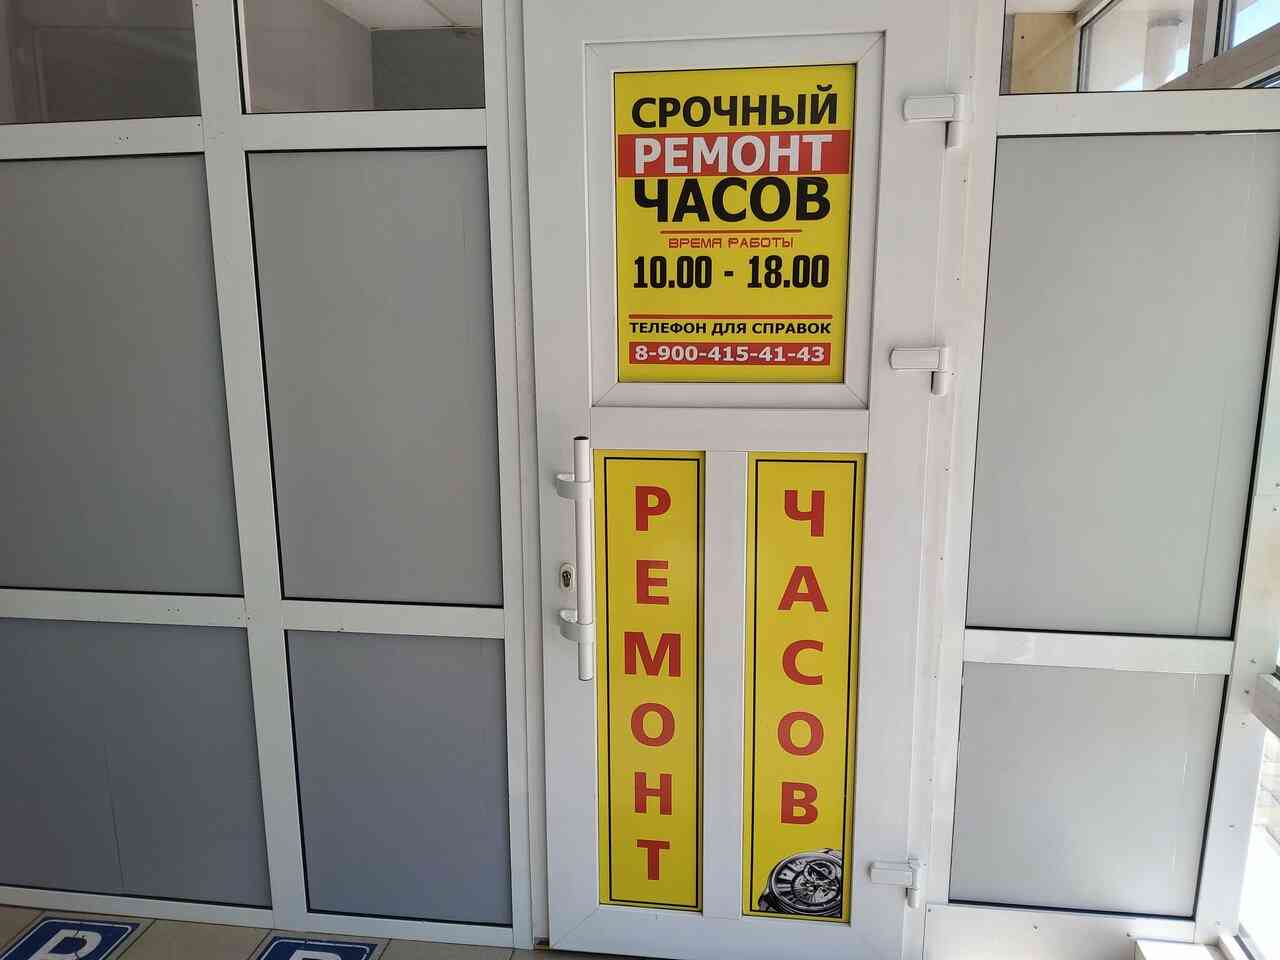 СРОЧНЫЙ
РЕМОНТ
ЧАСОВ
ВРЕМЯ РАБОТЫ
10.00 - 18.00
ТЕЛЕФОН ДЛЯ СПРАВОК
8-900-415-41-43
РЕМОНТ
ЧАСОВ
P
P